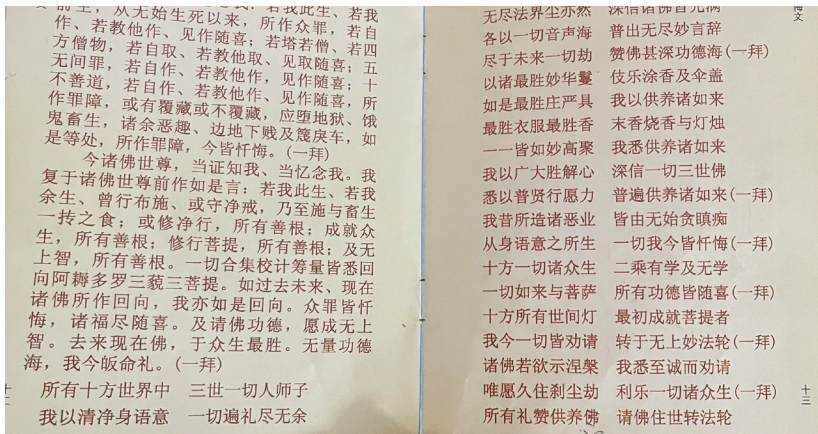 前，从无始生死以来，所作众罪，若自
作、若教他作、见作随喜；若塔若僧、若四
方僧物，若自取、若教他取、见取随喜；五
无间罪，若自作、若教他作，见作随喜；十
不善道，若自作、若教他作、见作随喜，所
作罪障，或有覆藏或不覆藏，应堕地狱、饿
鬼畜生，诸余恶趣、边地下贱及篾戾车，如
是等处，所作罪障，今皆忏悔。(一拜)
今诸佛世尊，当证知我、当忆念我。我
复于诸佛世尊前作如是言：若我此生、若我
余生、曾行布施、或守净戒，乃至施与畜生
一抟之食；或修净行，所有善根；成就众
生，所有善根；修行菩提，所有善根；及无
上智，所有善根。一切合集校计筹量皆悉回
向阿耨多罗三藐三菩提。如过去未来、现在
诸佛所作回向，我亦如是回向。众罪皆忏
悔，诸福尽随喜。及请佛功德，愿成无上
智。去来现在佛，于众生最胜。无量功德
海，我今皈命礼。(一拜)
所有十方世界中　三世一切人师子
我以清净身语意　一切遍礼尽无余
十二
悔文
无尽法界尘亦然　深信诸佛皆充满
各以一切音声海　普出无尽妙言辞
尽于未来一切劫　赞佛甚深功德海(一拜)
以诸最胜妙华鬘　伎乐涂香及伞盖
如是最胜庄严具　我以供养诸如来
最胜衣服最胜香　末香烧香与灯烛
一一皆如妙高聚　我悉供养诸如来
我以广大胜解心　深信一切三世佛
悉以普贤行愿力　普遍供养诸如来(一拜)
我昔所造诸恶业　皆由无始贪瞋痴
从身语意之所生　一切我今皆忏悔(一拜)
十方一切诸众生　二乘有学及无学
一切如来与菩萨　所有功德皆随喜(一拜)
十方所有世间灯　最初成就菩提者
我今一切皆劝请　转于无上妙法轮(一拜)
诸佛若欲示涅槃　我悉至诚而劝请
唯愿久住刹尘劫　利乐一切诸众生(一拜)
所有礼赞供养佛　请佛住世转法轮
十三